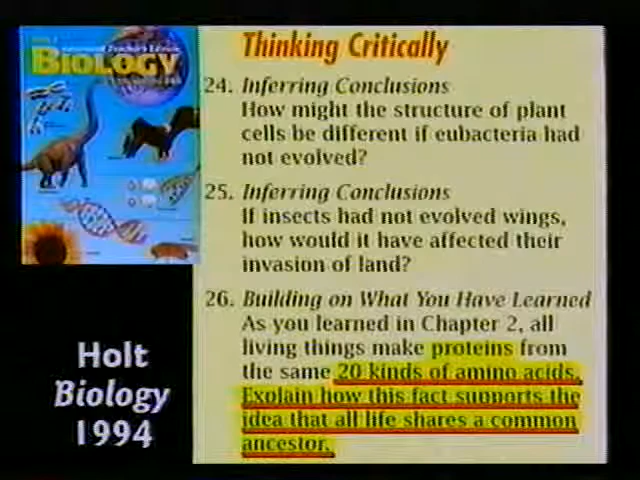 Annotated Teacher's Edition
BIOLOGY
Thinking Critically
24. Inferring Conclusions
How might the structure of plant
cells be different if eubacteria had
not evolved?
25. Inferring Conclusions
If insects had not evolved wings,
how would it have affected their
invasion of land?
26. Building on What You Have Learned
As you learned in Chapter 2, all
living things make proteins from
the same 20 kinds of amino acids.
Explain how this fact supports the
idea that all life shares a common
ancestor.
Holt
Biology
1994